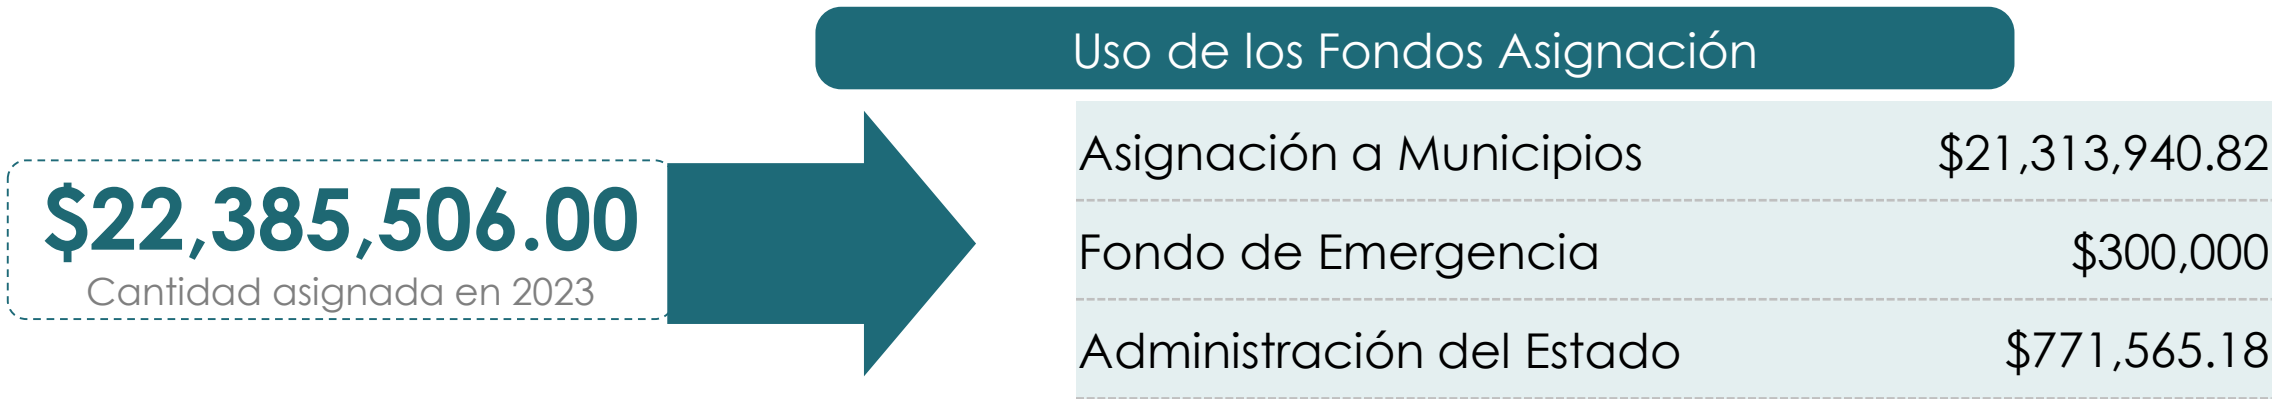 Uso de los Fondos Asignación
$22,385,506.00
Cantidad asignada en 2023
Asignación a Municipios $21,313,940.82
Fondo de Emergencia $300,000
Administración del Estado $771,565.18